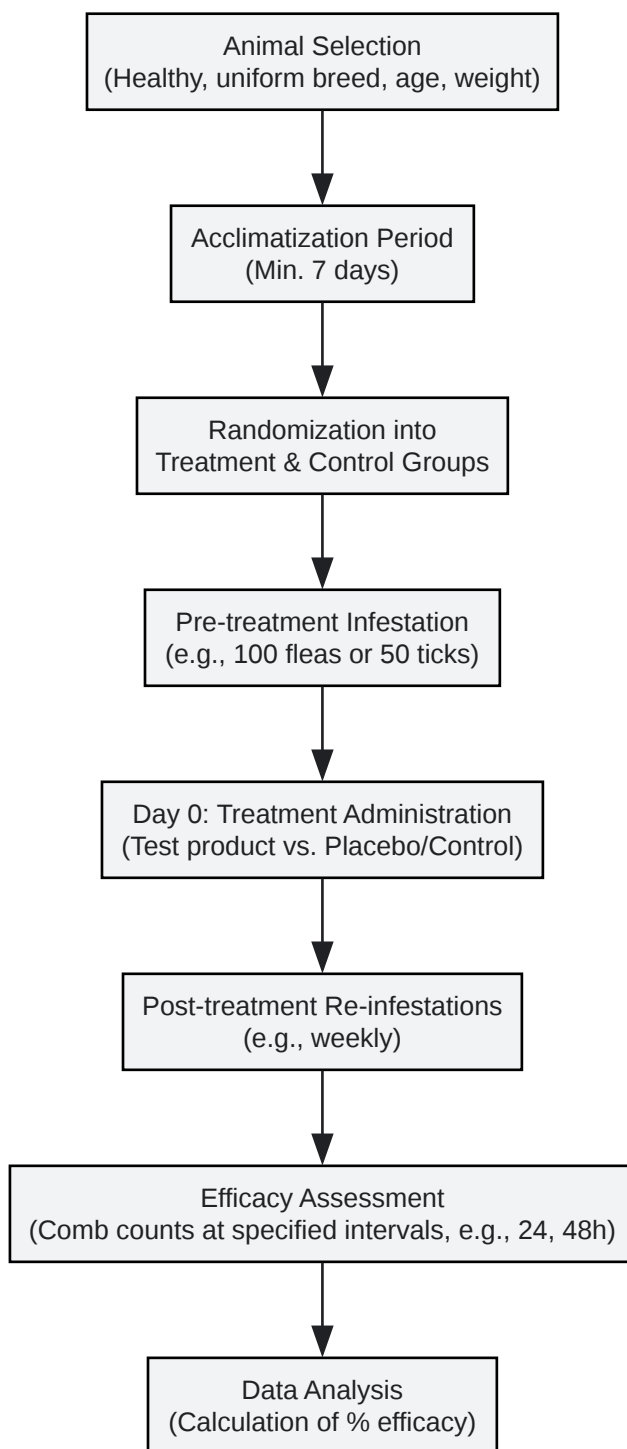 Animal Selection
(Healthy, uniform breed, age, weight)
Acclimatization Period
(Min. 7 days)
Randomization into
Treatment & Control Groups
Pre-treatment Infestation
(e.g., 100 fleas or 50 ticks)
Day 0: Treatment Administration
(Test product vs. Placebo/Control)
Post-treatment Re-infestations
(e.g., weekly)
Efficacy Assessment
(Comb counts at specified intervals, e.g., 24, 48h)
Data Analysis
(Calculation of % efficacy)